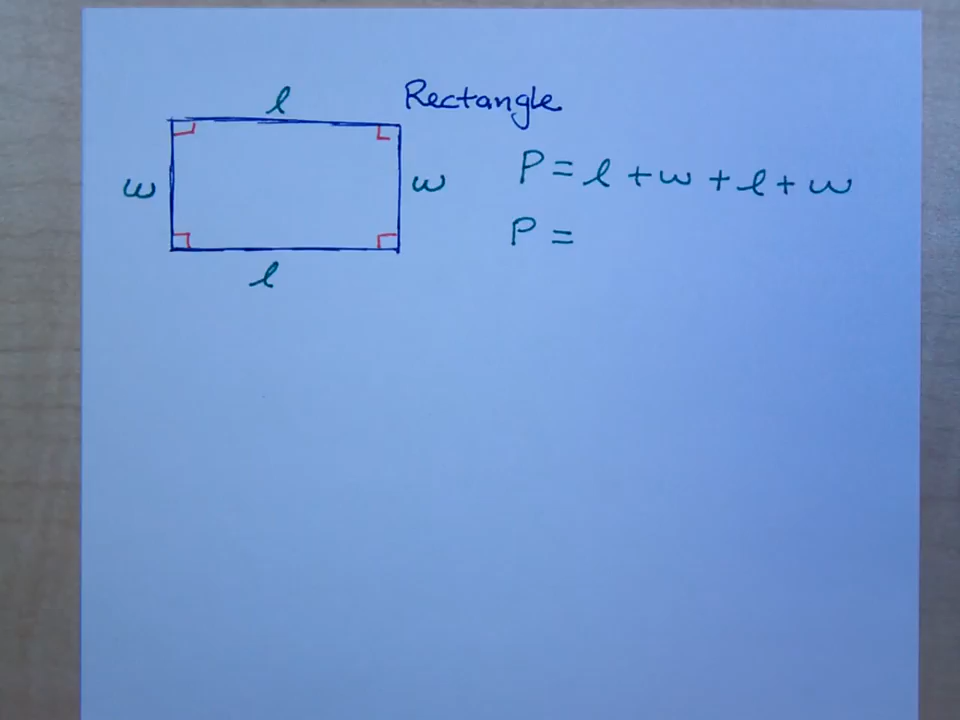 l
Rectangle
w
w
P = l + w + l + w
P =
l